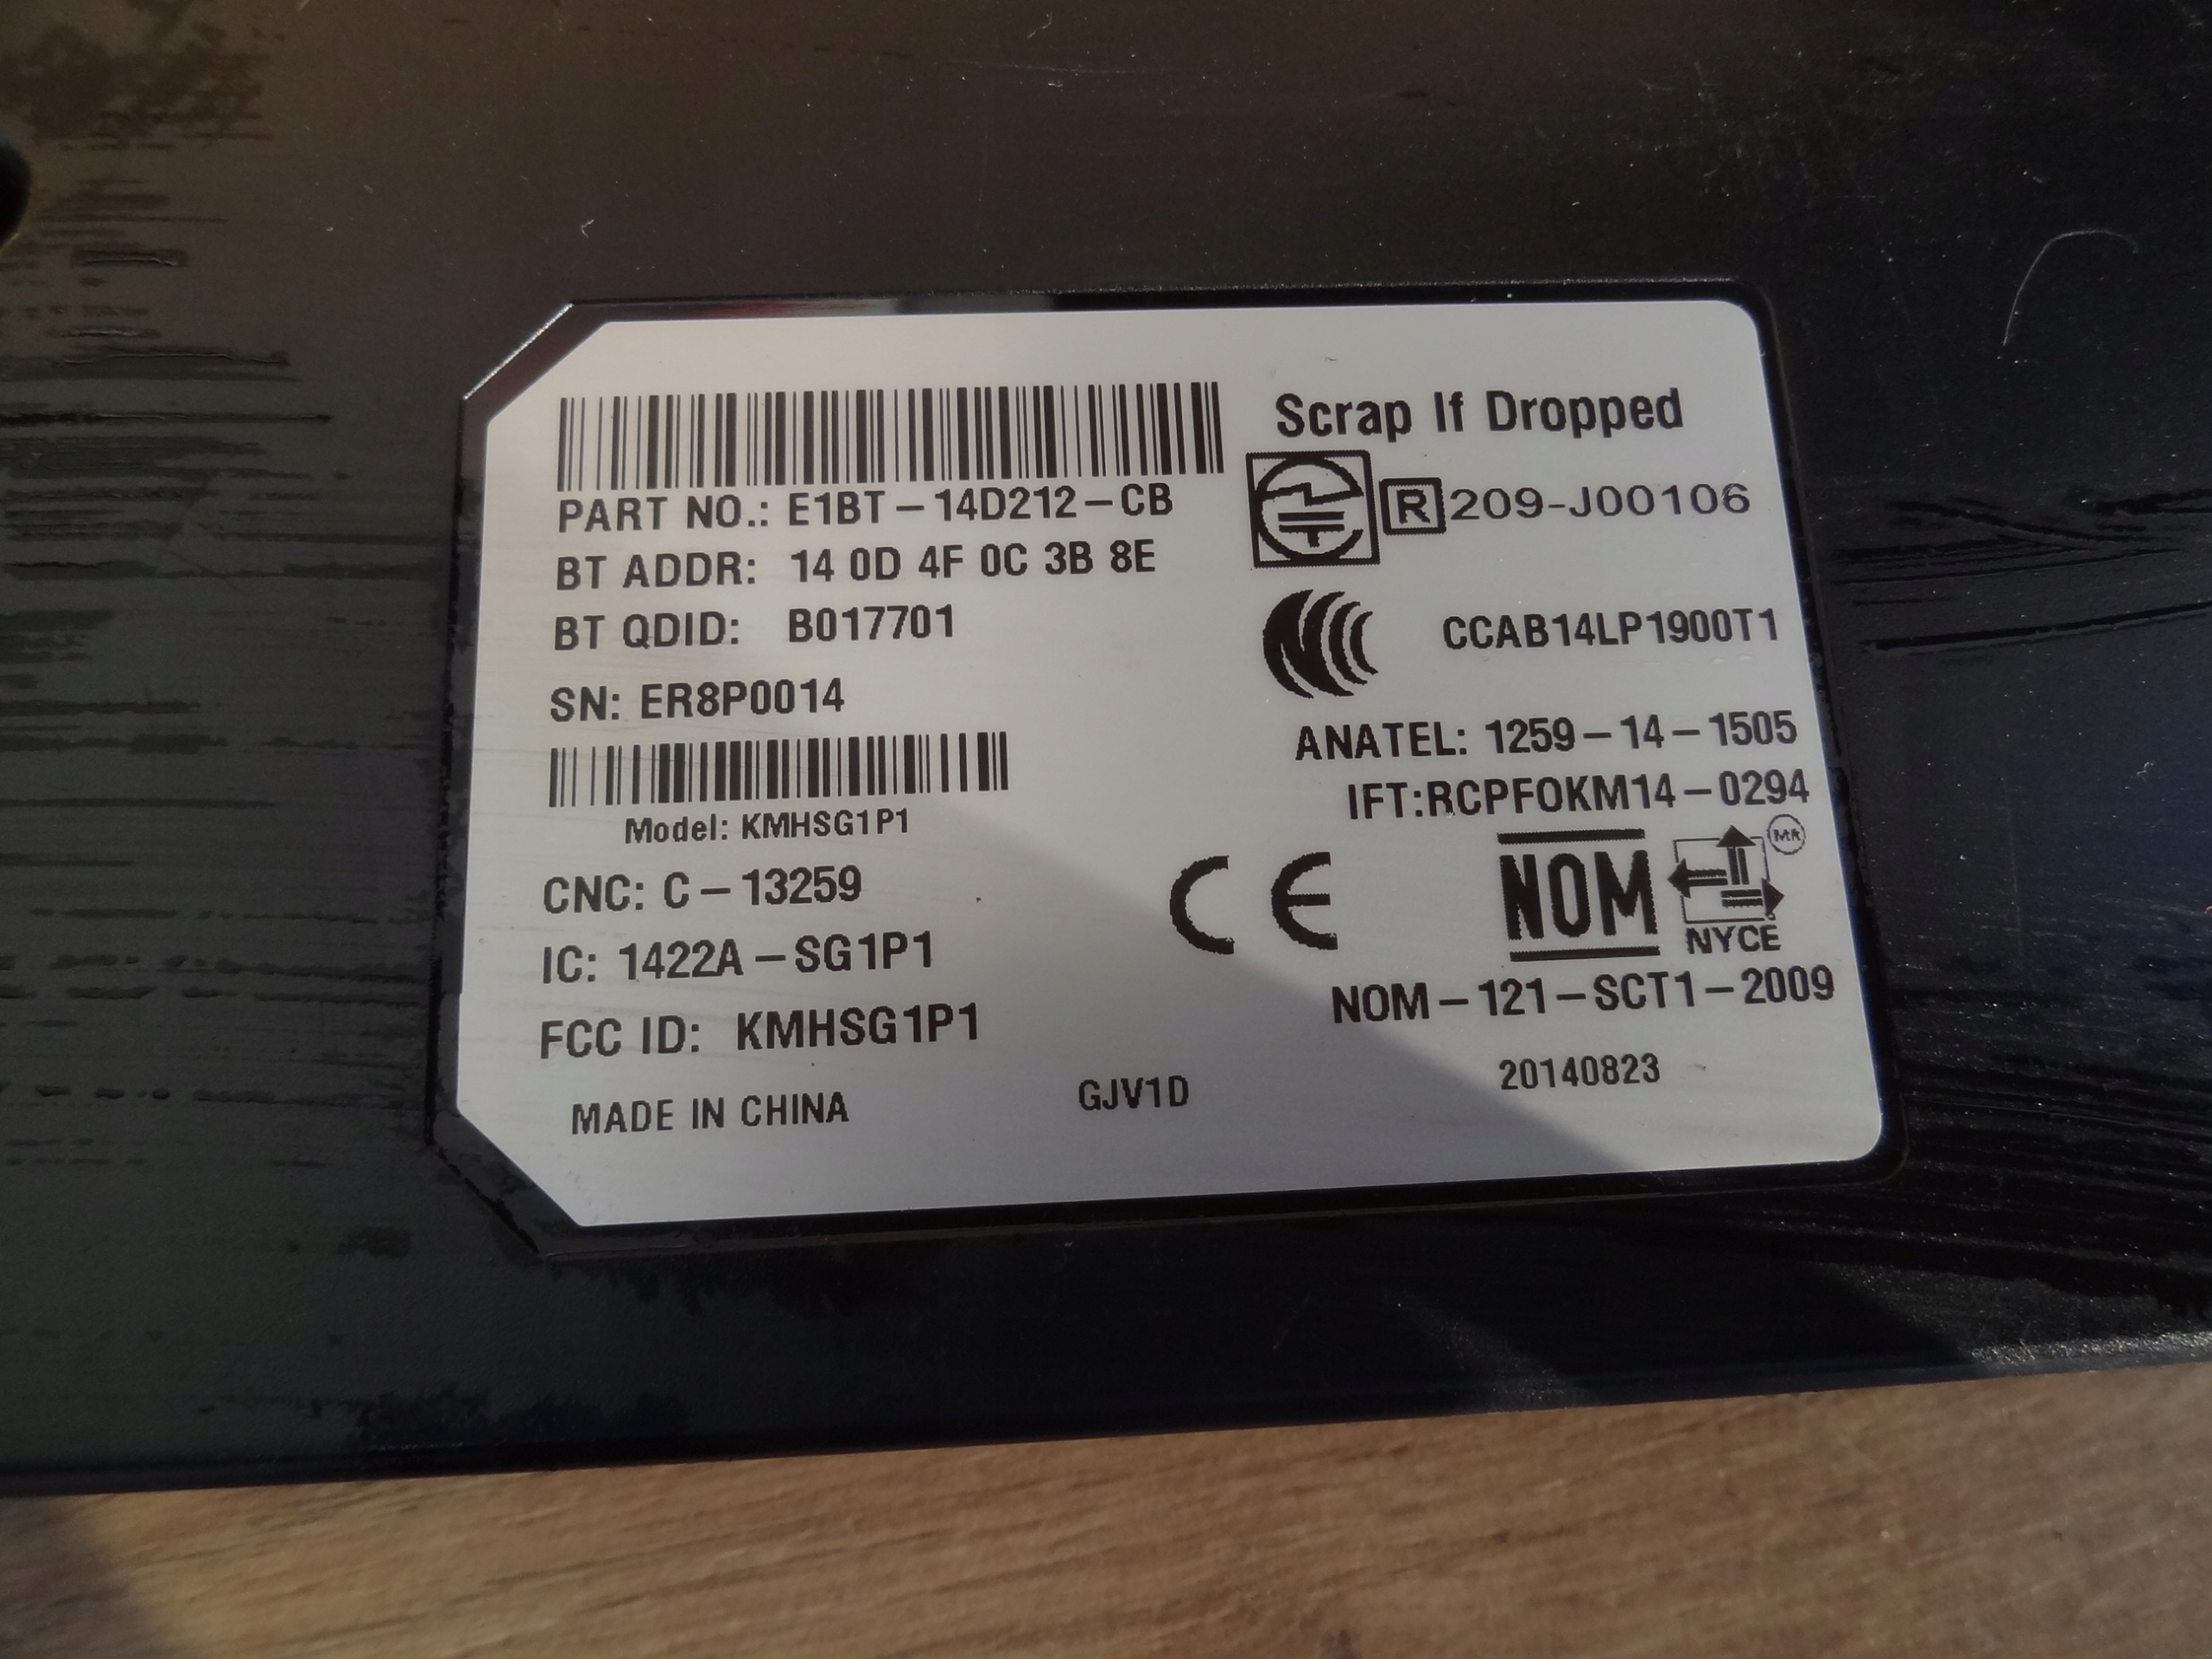 Scrap If Dropped
PART NO.: E1BT-14D212-CB
R 209-J00106
BT ADDR: 14 0D 4F 0C 3B 8E
BT QDID: B017701
CCAB14LP1900T1
SN: ER8P0014
ANATEL: 1259-14-1505
IFT:RCPFOKM14-0294
Model: KMHSG1P1
CNC: C-13259
CE
NOM
MR
NYCE
IC: 1422A-SG1P1
NOM-121-SCT1-2009
FCC ID: KMHSG1P1
MADE IN CHINA
GJV1D
20140823